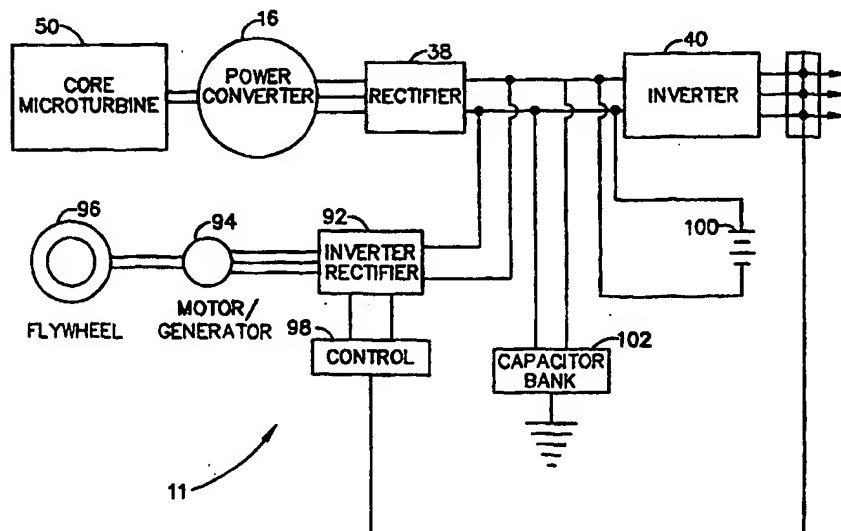 50
16
38
40
CORE
MICROTURBINE
POWER
CONVERTER
RECTIFIER
INVERTER
96
94
92
100
INVERTER
RECTIFIER
FLYWHEEL
MOTOR/
GENERATOR
98
CONTROL
102
CAPACITOR
BANK
11